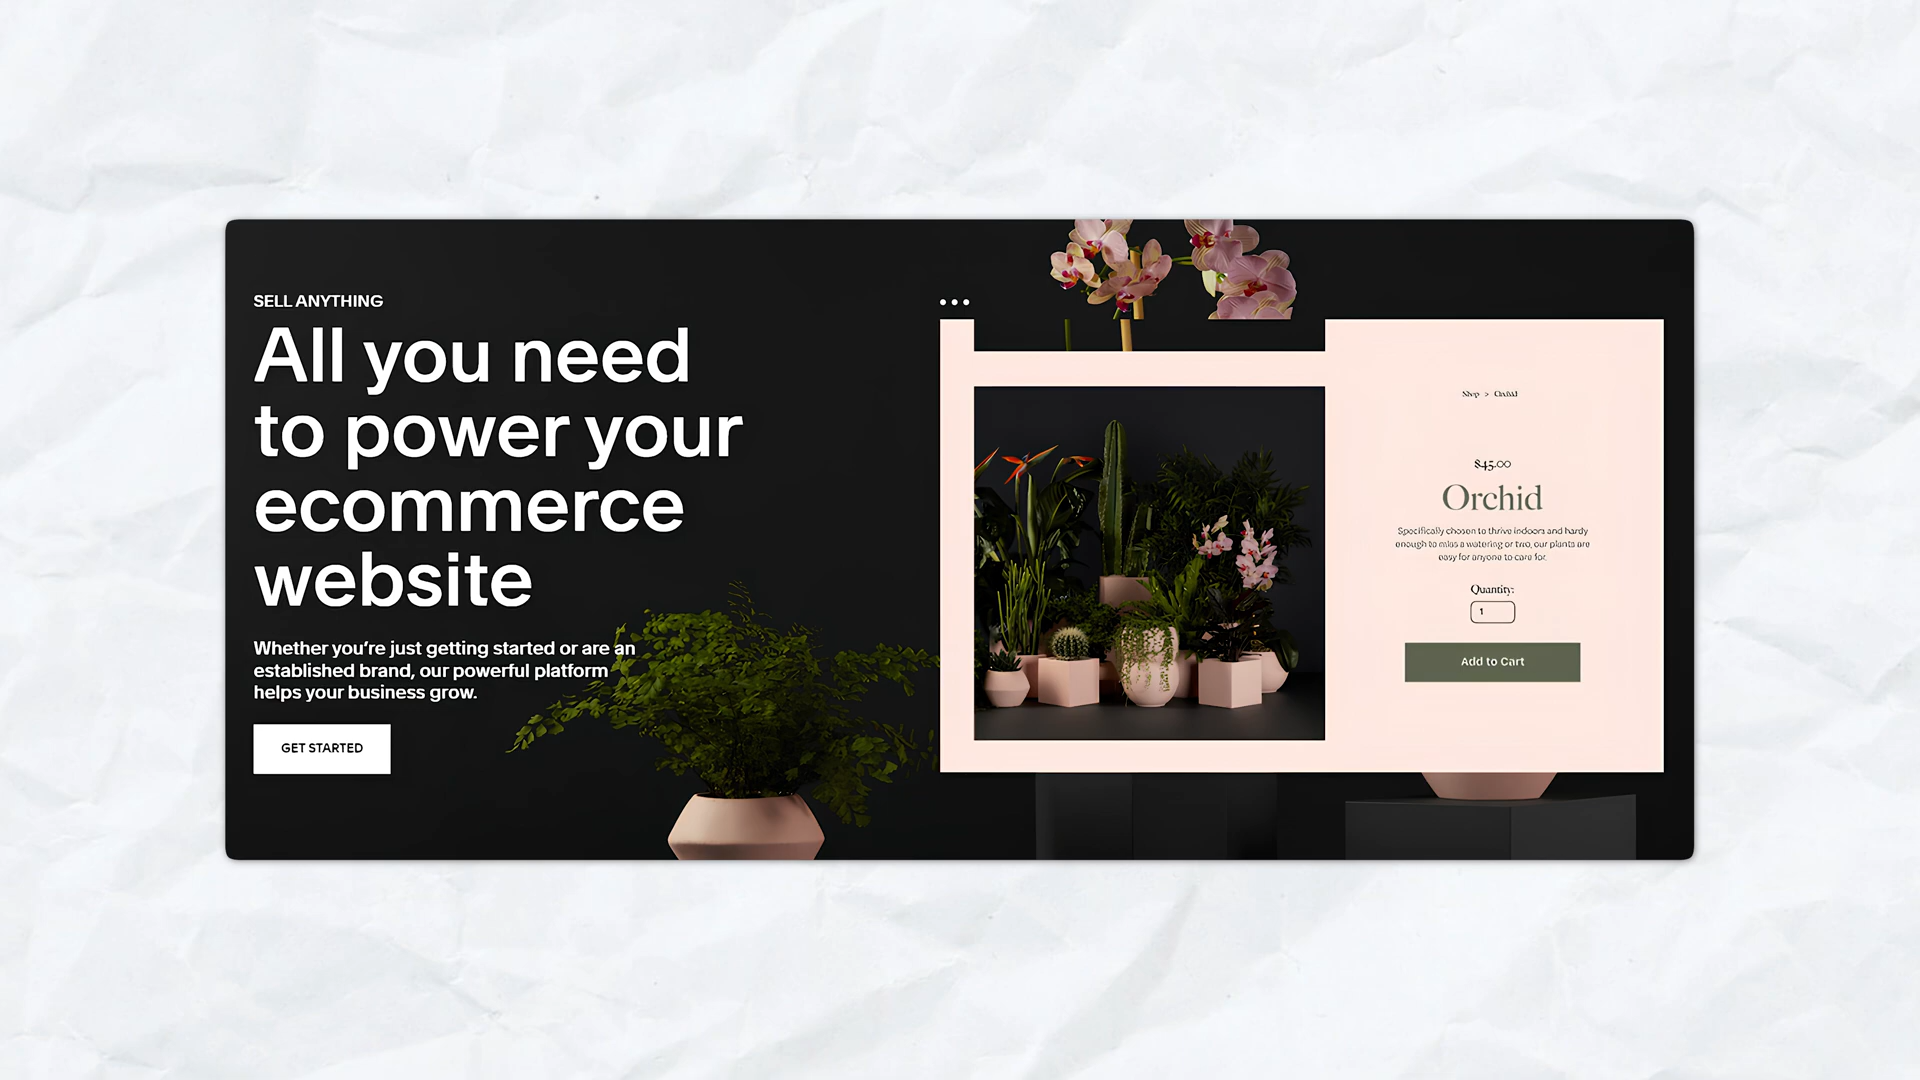 SELL ANYTHING
All you need
to power your
ecommerce
website
Whether you're just getting started or are an
established brand, our powerful platform
helps your business grow.
GET STARTED
Shop > Orchid
$45.00
Orchid
Specifically chosen to thrive indoors and hardy
enough to miss a watering or two, our plants are
easy for anyone to care for.
Quantity:
1
Add to Cart